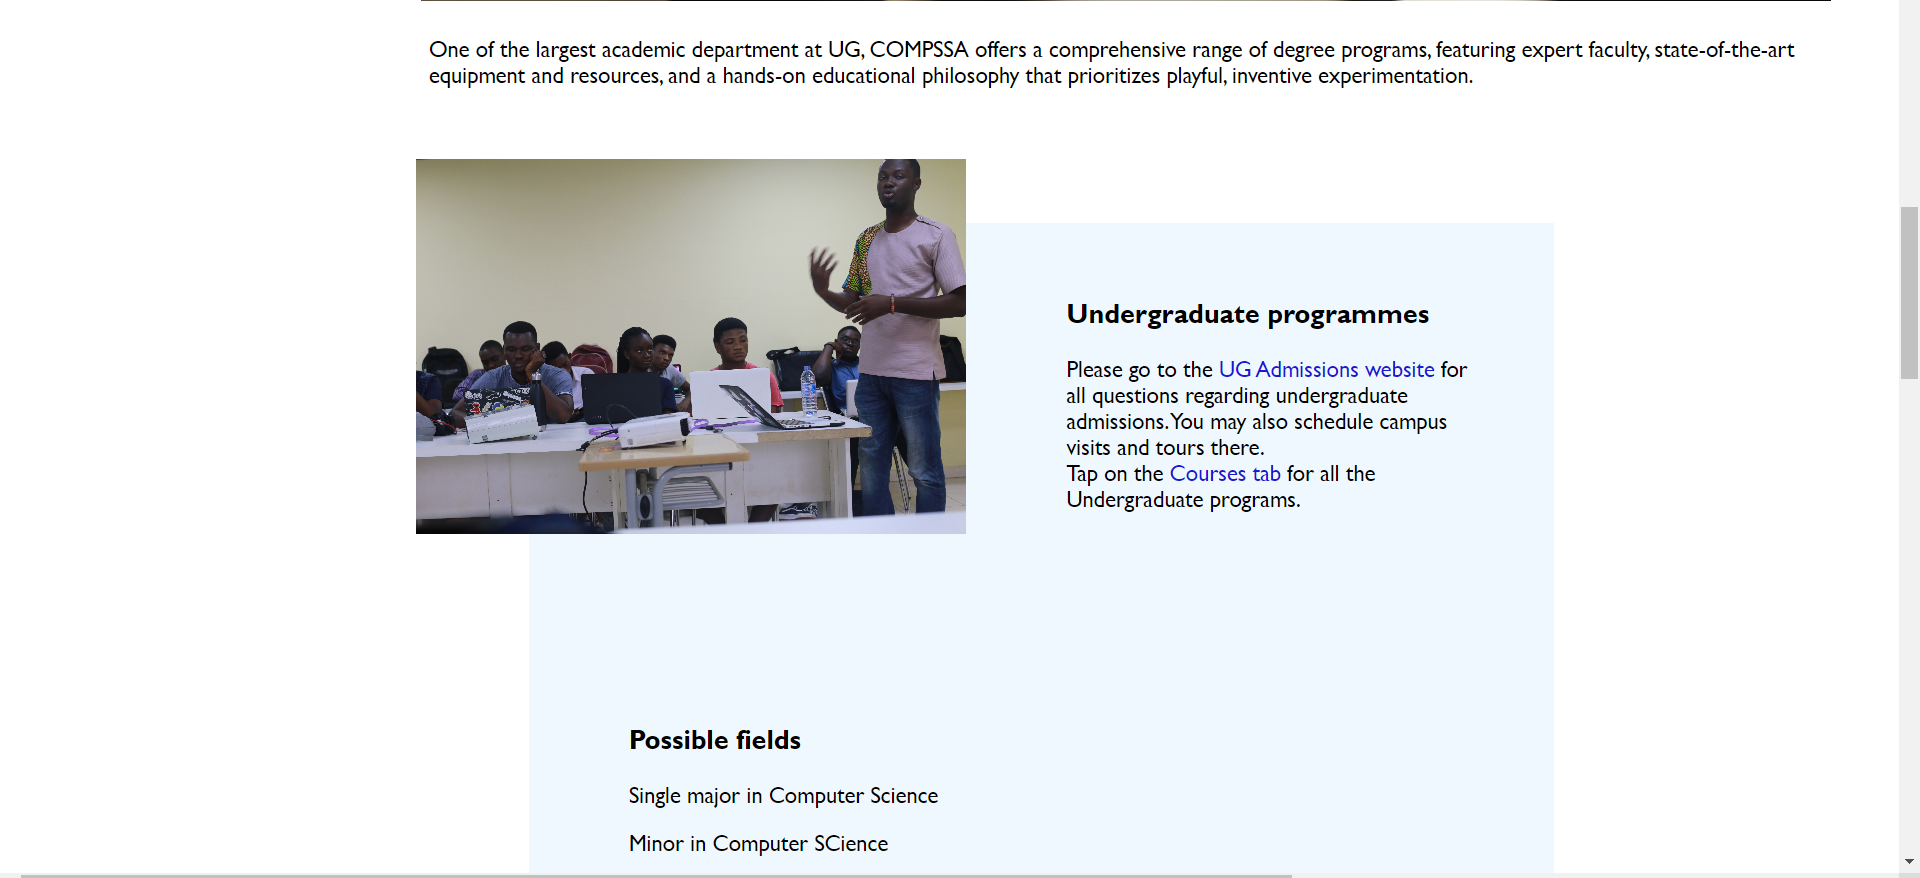 One of the largest academic department at UG, COMPSSA offers a comprehensive range of degree programs, featuring expert faculty, state-of-the-art
equipment and resources, and a hands-on educational philosophy that prioritizes playful, inventive experimentation.
Undergraduate programmes
Please go to the UG Admissions website for
all questions regarding undergraduate
admissions. You may also schedule campus
visits and tours there.
Tap on the Courses tab for all the
Undergraduate programs.
Possible fields
Single major in Computer Science
Minor in Computer SCience